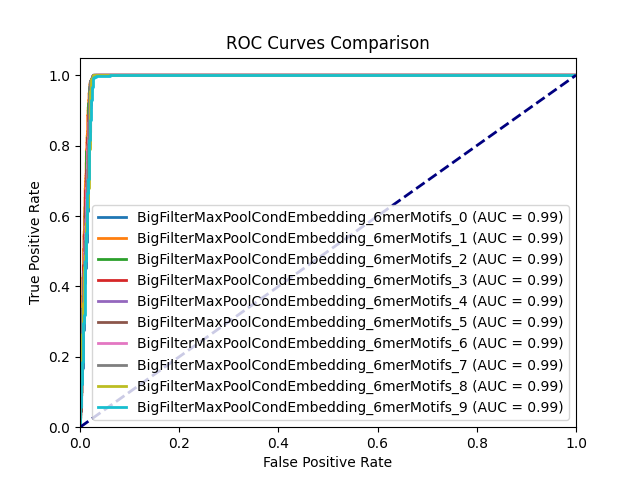 ROC Curves Comparison
1.0
0.8
0.6
0.4
0.2
0.0
True Positive Rate
BigFilterMaxPoolCondEmbedding_6merMotifs_0 (AUC = 0.99)
BigFilterMaxPoolCondEmbedding_6merMotifs_1 (AUC = 0.99)
BigFilterMaxPoolCondEmbedding_6merMotifs_2 (AUC = 0.99)
BigFilterMaxPoolCondEmbedding_6merMotifs_3 (AUC = 0.99)
BigFilterMaxPoolCondEmbedding_6merMotifs_4 (AUC = 0.99)
BigFilterMaxPoolCondEmbedding_6merMotifs_5 (AUC = 0.99)
BigFilterMaxPoolCondEmbedding_6merMotifs_6 (AUC = 0.99)
BigFilterMaxPoolCondEmbedding_6merMotifs_7 (AUC = 0.99)
BigFilterMaxPoolCondEmbedding_6merMotifs_8 (AUC = 0.99)
BigFilterMaxPoolCondEmbedding_6merMotifs_9 (AUC = 0.99)
0.0 0.2 0.4 0.6 0.8 1.0
False Positive Rate